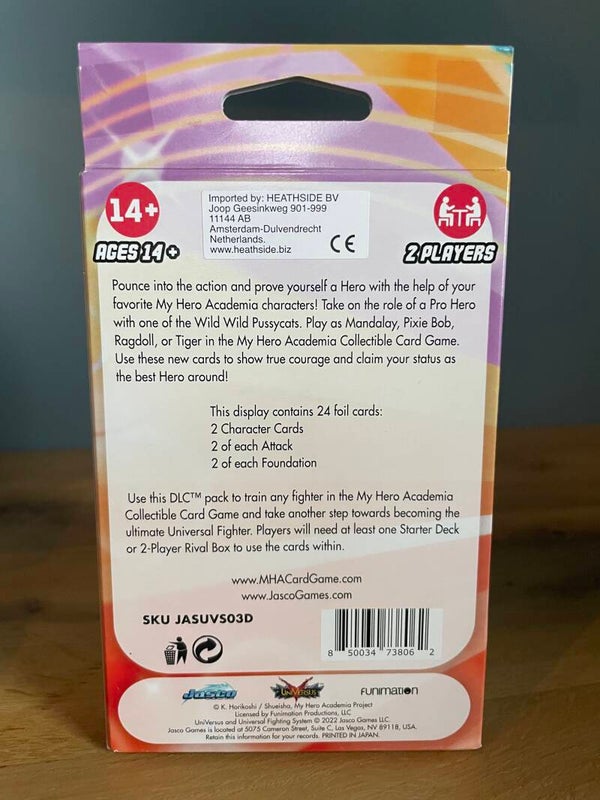 14+
AGES 14+
Imported by: HEATHSIDE BV
Joop Geesinkweg 901-999
11144 AB
Amsterdam-Dulvendrecht
Netherlands.
www.heathside.biz
CE
2 PLAYERS
Pounce into the action and prove yourself a Hero with the help of your
favorite My Hero Academia characters! Take on the role of a Pro Hero
with one of the Wild Wild Pussycats. Play as Mandalay, Pixie Bob,
Ragdoll, or Tiger in the My Hero Academia Collectible Card Game.
Use these new cards to show true courage and claim your status as
the best Hero around!
This display contains 24 foil cards:
2 Character Cards
2 of each Attack
2 of each Foundation
Use this DLC™ pack to train any fighter in the My Hero Academia
Collectible Card Game and take another step towards becoming the
ultimate Universal Fighter. Players will need at least one Starter Deck
or 2-Player Rival Box to use the cards within.
www.MHACardGame.com
www.JascoGames.com
SKU JASUVS03D
8 50034 73806 2
Jasco
UniVersus
FUNimation
© K. Horikoshi / Shueisha, My Hero Academia Project
Licensed by Funimation Productions, LLC
UniVersus and Universal Fighting System © 2022 Jasco Games LLC.
Jasco Games is located at 5075 Cameron Street, Suite C, Las Vegas, NV 89118, USA.
Retain this information for your records. PRINTED IN JAPAN.